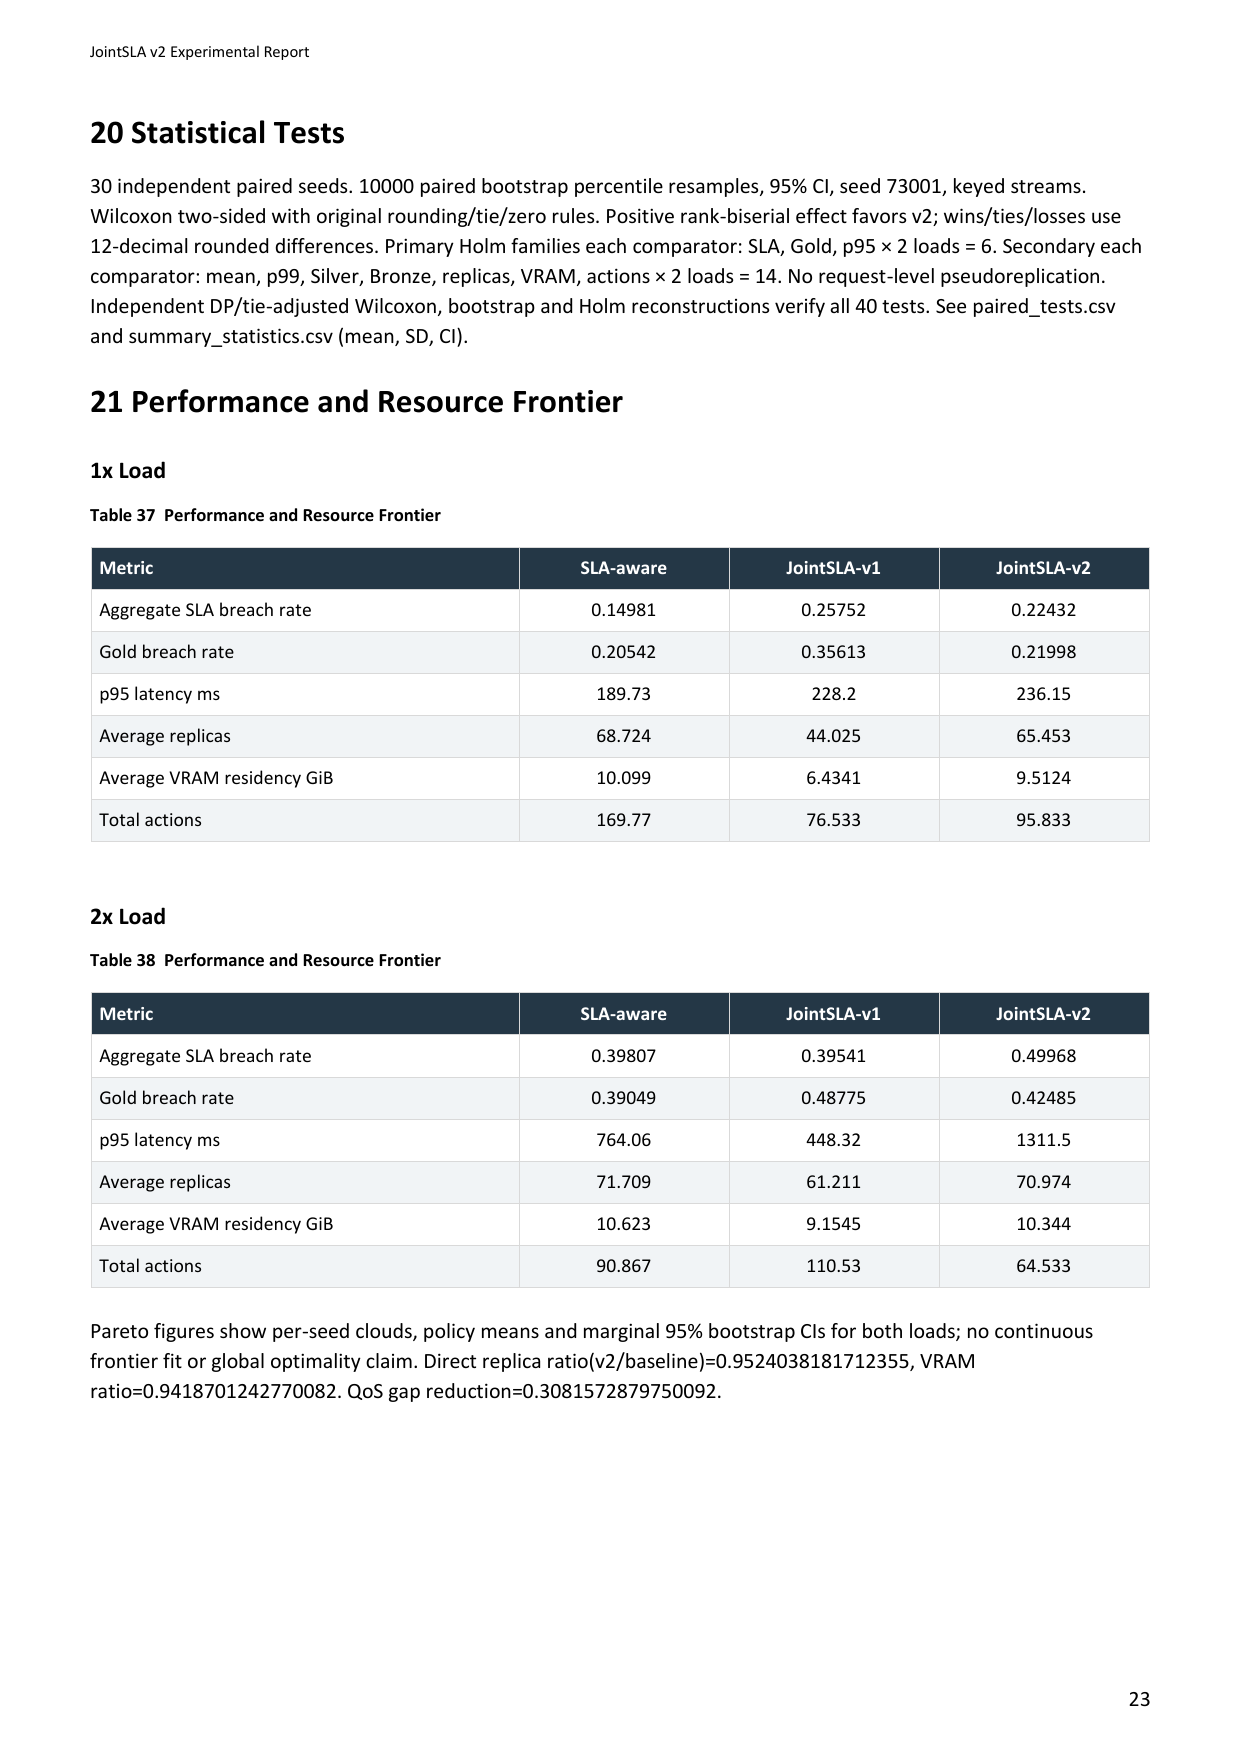 JointSLA v2 Experimental Report
20 Statistical Tests
30 independent paired seeds. 10000 paired bootstrap percentile resamples, 95% CI, seed 73001, keyed streams.
Wilcoxon two-sided with original rounding/tie/zero rules. Positive rank-biserial effect favors v2; wins/ties/losses use
12-decimal rounded differences. Primary Holm families each comparator: SLA, Gold, p95 × 2 loads = 6. Secondary each
comparator: mean, p99, Silver, Bronze, replicas, VRAM, actions × 2 loads = 14. No request-level pseudoreplication.
Independent DP/tie-adjusted Wilcoxon, bootstrap and Holm reconstructions verify all 40 tests. See paired_tests.csv
and summary_statistics.csv (mean, SD, CI).
21 Performance and Resource Frontier
1x Load
Table 37 Performance and Resource Frontier
Metric SLA-aware JointSLA-v1 JointSLA-v2
Aggregate SLA breach rate 0.14981 0.25752 0.22432
Gold breach rate 0.20542 0.35613 0.21998
p95 latency ms 189.73 228.2 236.15
Average replicas 68.724 44.025 65.453
Average VRAM residency GiB 10.099 6.4341 9.5124
Total actions 169.77 76.533 95.833
2x Load
Table 38 Performance and Resource Frontier
Metric SLA-aware JointSLA-v1 JointSLA-v2
Aggregate SLA breach rate 0.39807 0.39541 0.49968
Gold breach rate 0.39049 0.48775 0.42485
p95 latency ms 764.06 448.32 1311.5
Average replicas 71.709 61.211 70.974
Average VRAM residency GiB 10.623 9.1545 10.344
Total actions 90.867 110.53 64.533
Pareto figures show per-seed clouds, policy means and marginal 95% bootstrap CIs for both loads; no continuous
frontier fit or global optimality claim. Direct replica ratio(v2/baseline)=0.9524038181712355, VRAM
ratio=0.9418701242770082. QoS gap reduction=0.3081572879750092.
23